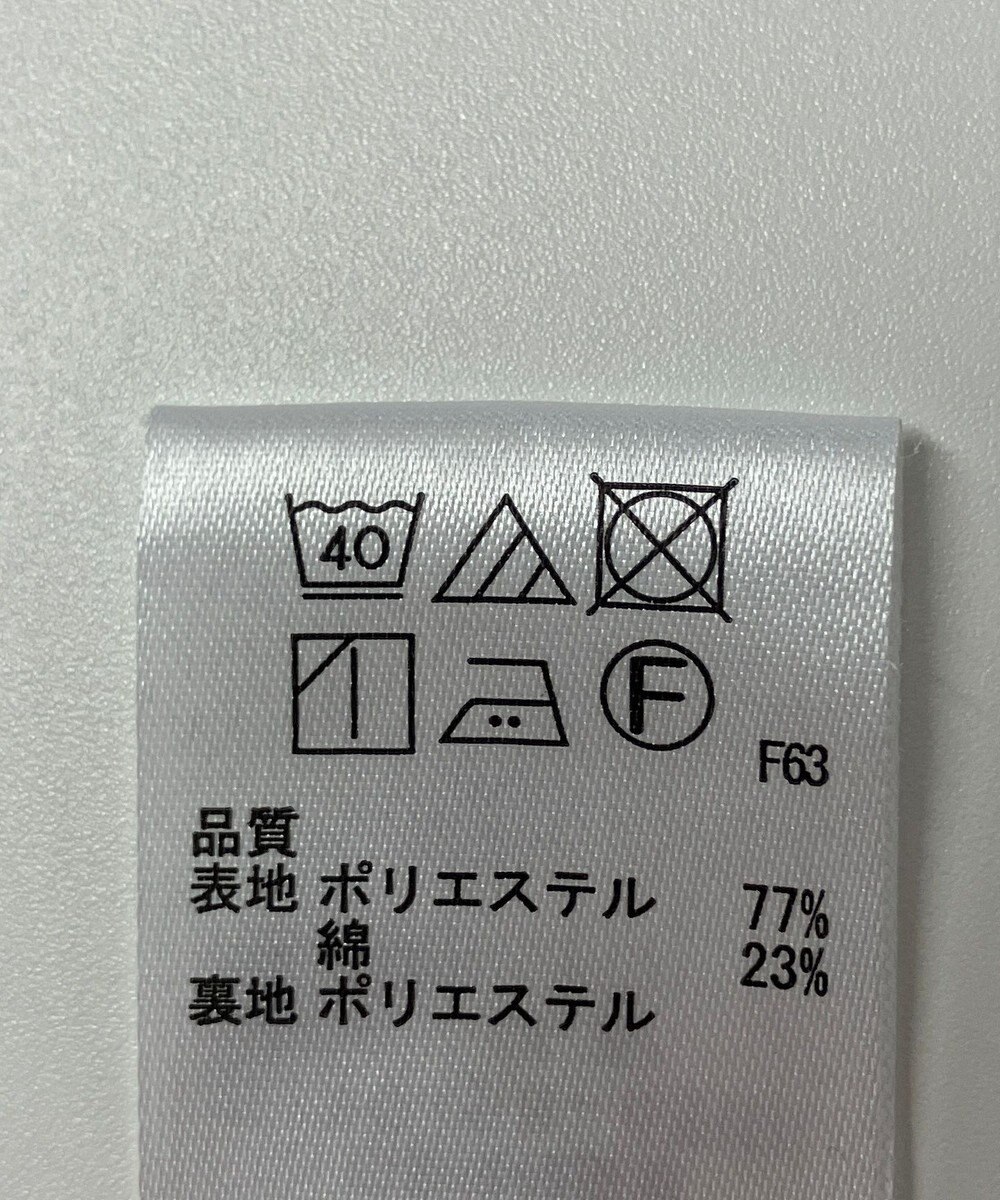 40
F
F63
品質
表地 ポリエステル 77%
綿 23%
裏地 ポリエステル